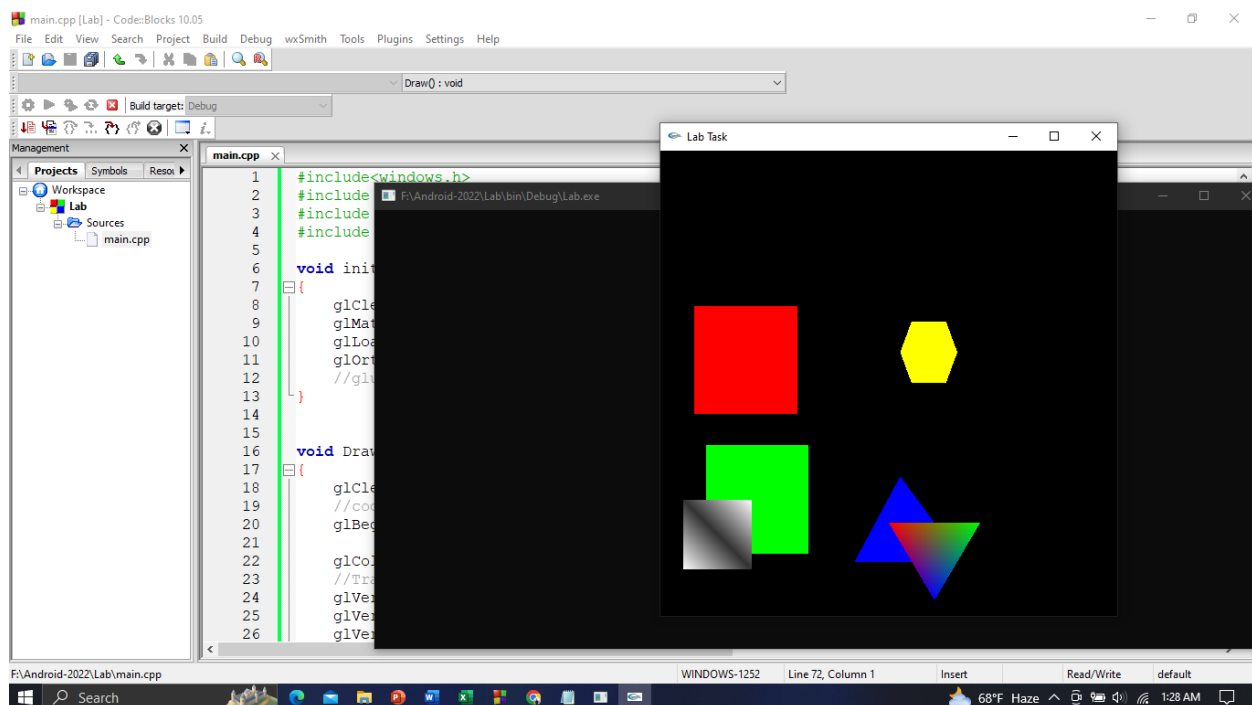 main.cpp [Lab] - Code::Blocks 10.05
File Edit View Search Project Build Debug wxSmith Tools Plugins Settings Help
Draw() : void
Build target: Debug
Management
Projects Symbols Resou
main.cpp
Workspace
Lab
Sources
main.cpp
Lab Task
F:\Android-2022\Lab\bin\Debug\Lab.exe
1 #include<windows.h>
2 #include
3 #include
4 #include
5
6 void init
7 {
8 glCle
9 glMat
10 glLoa
11 glOrt
12 //glu
13 }
14
15
16 void Draw
17 {
18 glCle
19 //cod
20 glBeg
21
22 glCol
23 //Tra
24 glVer
25 glVer
26 glVer
F:\Android-2022\Lab\main.cpp WINDOWS-1252 Line 72, Column 1 Insert Read/Write default
Search 68°F Haze 1:28 AM